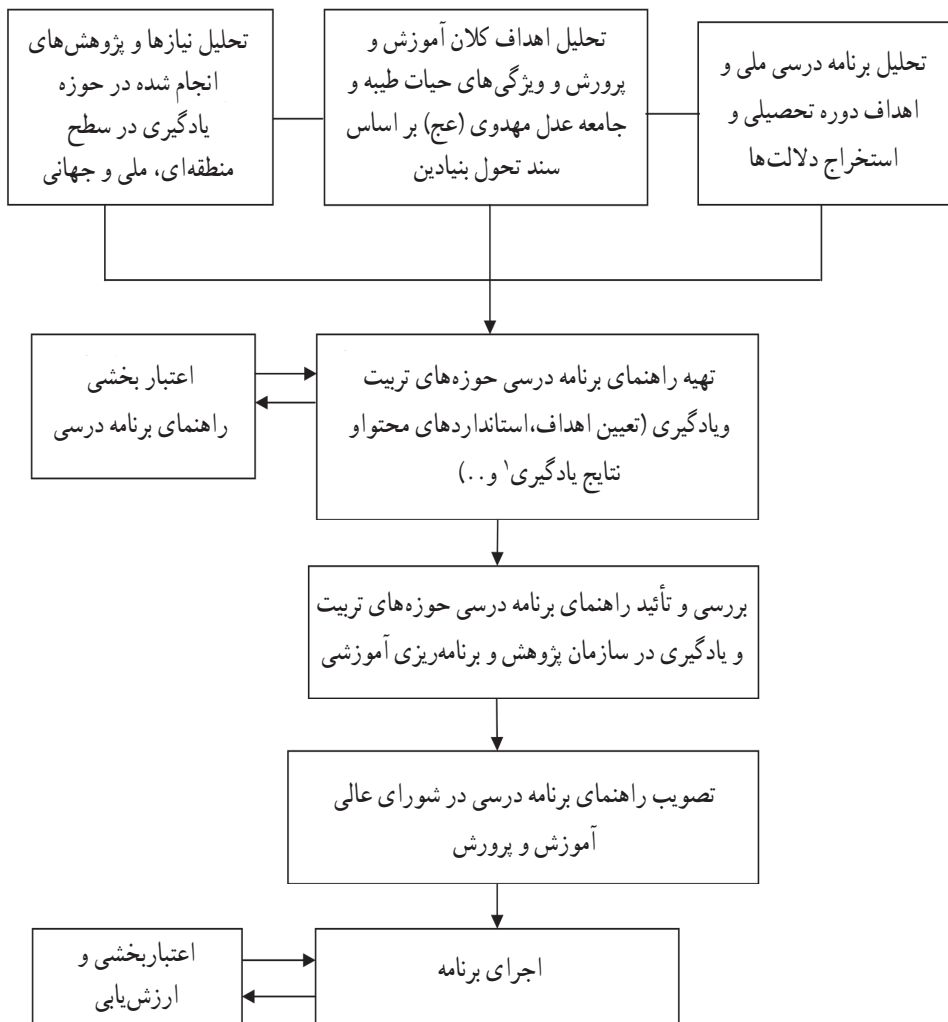 تحلیل برنامه درسی ملی و
اهداف دوره تحصیلی و
استخراج دلالت‌ها
تحلیل اهداف کلان آموزش و
پرورش و ویژگی‌های حیات طیبه و
جامعه عدل مهدوی (عج) بر اساس
سند تحول بنیادین
تحلیل نیازها و پژوهش‌های
انجام شده در حوزه
یادگیری در سطح
منطقه‌ای، ملی و جهانی
تهیه راهنمای برنامه درسی حوزه‌های تربیت
ویادگیری (تعیین اهداف،استانداردهای محتواو
نتایج یادگیری۱ و..)
اعتبار بخشی
راهنمای برنامه درسی
بررسی و تأئید راهنمای برنامه درسی حوزه‌های تربیت
و یادگیری در سازمان پژوهش و برنامه‌ریزی آموزشی
تصویب راهنمای برنامه درسی در شورای عالی
آموزش و پرورش
اجرای برنامه
اعتباربخشی و
ارزش‌یابی